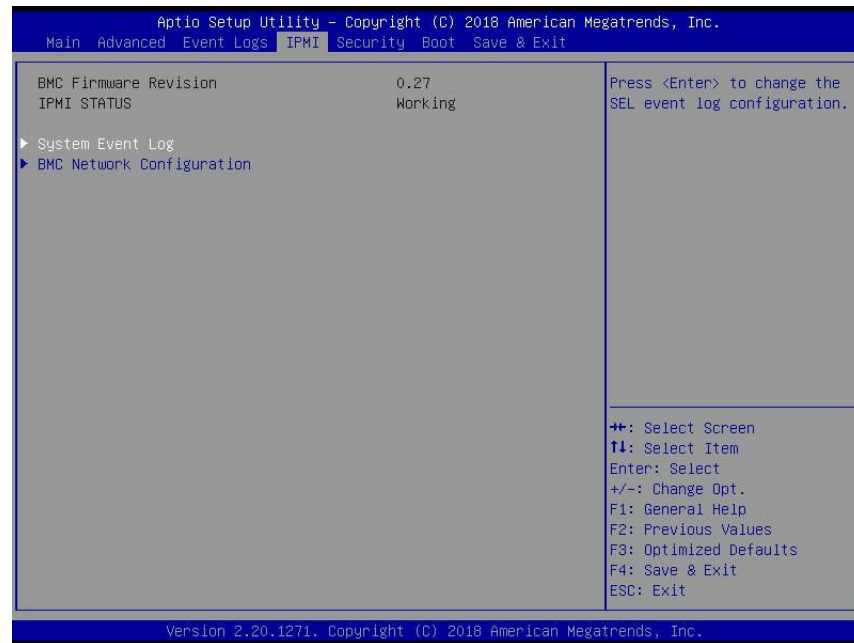 Aptio Setup Utility – Copyright (C) 2018 American Megatrends, Inc.
Main Advanced Event Logs IPMI Security Boot Save & Exit
BMC Firmware Revision 0.27
IPMI STATUS Working
System Event Log
BMC Network Configuration
Press <Enter> to change the
SEL event log configuration.
→←: Select Screen
↑↓: Select Item
Enter: Select
+/-: Change Opt.
F1: General Help
F2: Previous Values
F3: Optimized Defaults
F4: Save & Exit
ESC: Exit
Version 2.20.1271. Copyright (C) 2018 American Megatrends, Inc.